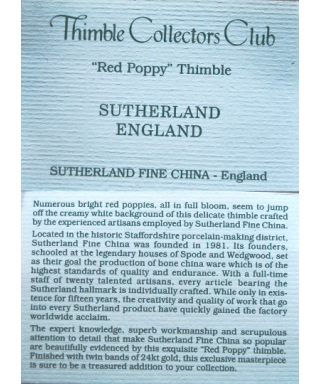 Thimble Collectors Club
"Red Poppy" Thimble
SUTHERLAND
ENGLAND
SUTHERLAND FINE CHINA - England
Numerous bright red poppies, all in full bloom, seem to jump
off the creamy white background of this delicate thimble crafted
by the experienced artisans employed by Sutherland Fine China.
Located in the historic Staffordshire porcelain-making district,
Sutherland Fine China was founded in 1981. Its founders,
schooled at the legendary houses of Spode and Wedgwood, set
as their goal the production of bone china ware which is of the
highest standards of quality and endurance. With a full-time
staff of twenty talented artisans, every article bearing the
Sutherland hallmark is individually crafted. While only in exis-
tence for fifteen years, the creativity and quality of work that go
into every Sutherland product have quickly gained the factory
worldwide acclaim.
The expert knowledge, superb workmanship and scrupulous
attention to detail that make Sutherland Fine China so popular
are beautifully evidenced by this exquisite "Red Poppy" thimble.
Finished with twin bands of 24kt gold, this exclusive masterpiece
is sure to be a treasured addition to your collection.